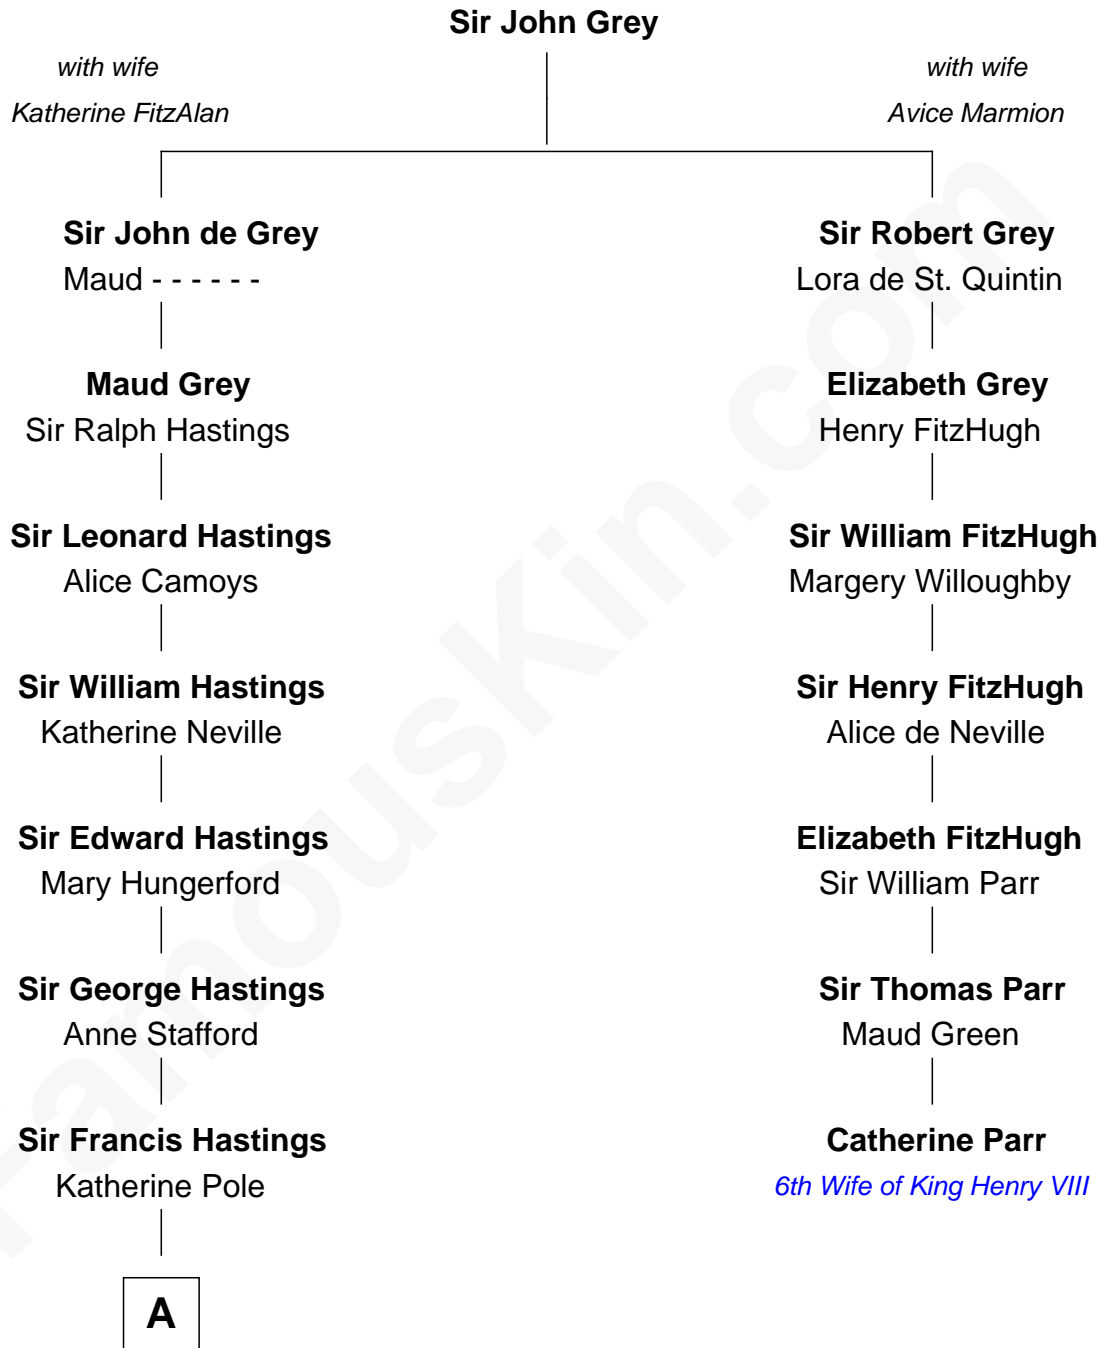 Sir John Grey
with wife
Katherine FitzAlan
with wife
Avice Marmion
Sir John de Grey
Maud - - - - - -
Sir Robert Grey
Lora de St. Quintin
Maud Grey
Sir Ralph Hastings
Elizabeth Grey
Henry FitzHugh
Sir Leonard Hastings
Alice Camoys
Sir William FitzHugh
Margery Willoughby
Sir William Hastings
Katherine Neville
Sir Henry FitzHugh
Alice de Neville
Sir Edward Hastings
Mary Hungerford
Elizabeth FitzHugh
Sir William Parr
Sir George Hastings
Anne Stafford
Sir Thomas Parr
Maud Green
Sir Francis Hastings
Katherine Pole
Catherine Parr
6th Wife of King Henry VIII
A
FamousKin.com